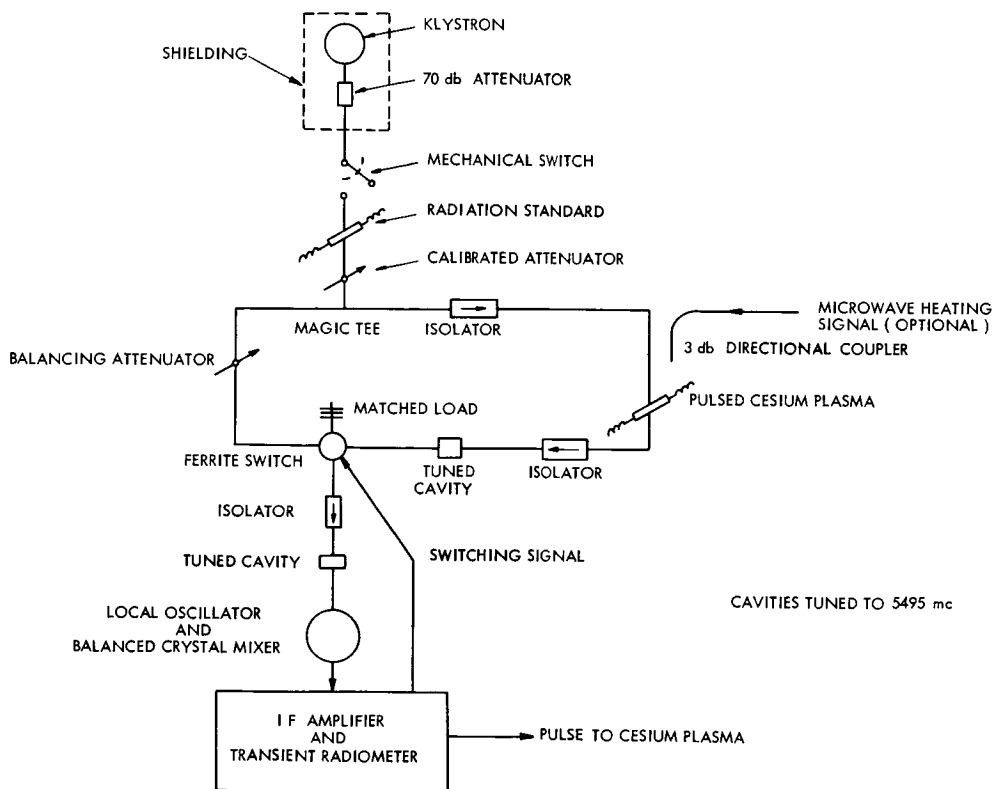 KLYSTRON
SHIELDING
70 db ATTENUATOR
MECHANICAL SWITCH
RADIATION STANDARD
CALIBRATED ATTENUATOR
MAGIC TEE
ISOLATOR
MICROWAVE HEATING
SIGNAL ( OPTIONAL )
3 db DIRECTIONAL COUPLER
BALANCING ATTENUATOR
PULSED CESIUM PLASMA
MATCHED LOAD
FERRITE SWITCH
TUNED
CAVITY
ISOLATOR
ISOLATOR
TUNED CAVITY
SWITCHING SIGNAL
LOCAL OSCILLATOR
AND
BALANCED CRYSTAL MIXER
CAVITIES TUNED TO 5495 mc
I F AMPLIFIER
AND
TRANSIENT RADIOMETER
PULSE TO CESIUM PLASMA